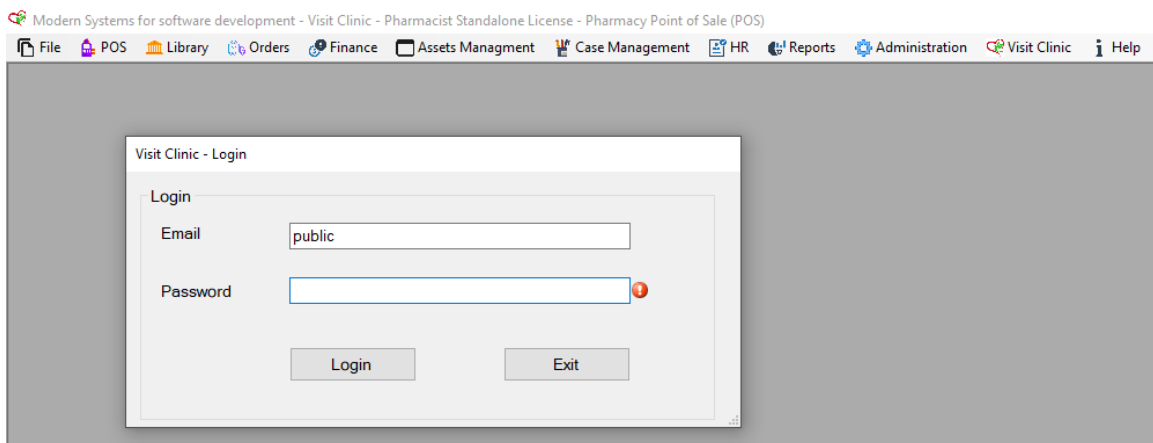 Modern Systems for software development - Visit Clinic - Pharmacist Standalone License - Pharmacy Point of Sale (POS)
File POS Library Orders Finance Assets Managment Case Management HR Reports Administration Visit Clinic Help
Visit Clinic - Login
Login
Email public
Password
Login Exit